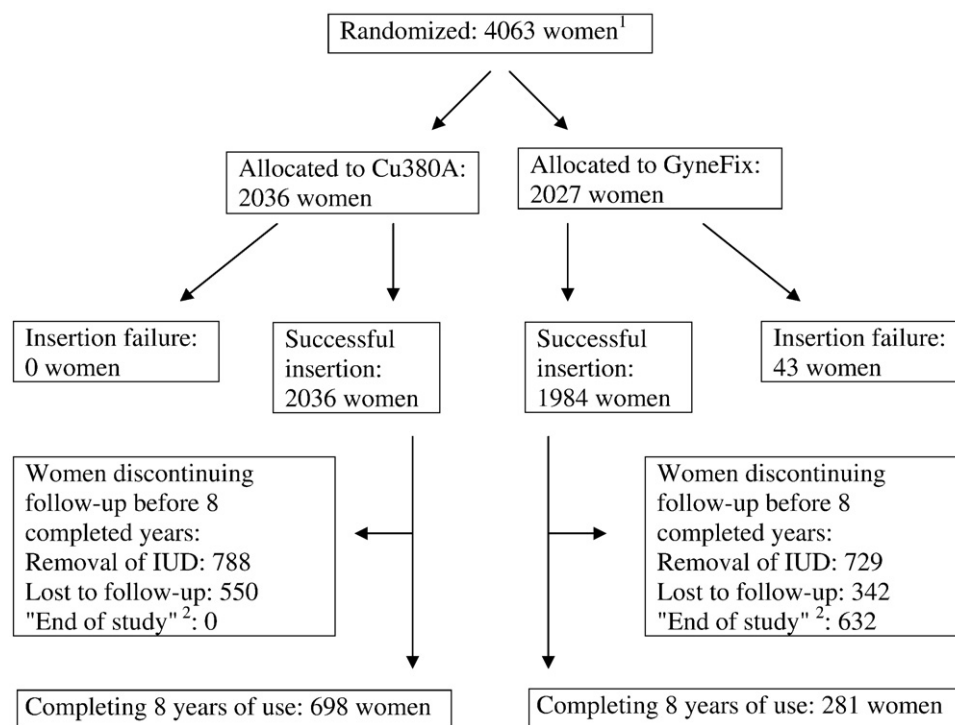 Randomized: 4063 women1
Allocated to Cu380A:
2036 women
Allocated to GyneFix:
2027 women
Insertion failure:
0 women
Successful
insertion:
2036 women
Successful
insertion:
1984 women
Insertion failure:
43 women
Women discontinuing
follow-up before 8
completed years:
Removal of IUD: 788
Lost to follow-up: 550
"End of study" 2: 0
Women discontinuing
follow-up before 8
completed years:
Removal of IUD: 729
Lost to follow-up: 342
"End of study" 2: 632
Completing 8 years of use: 698 women
Completing 8 years of use: 281 women